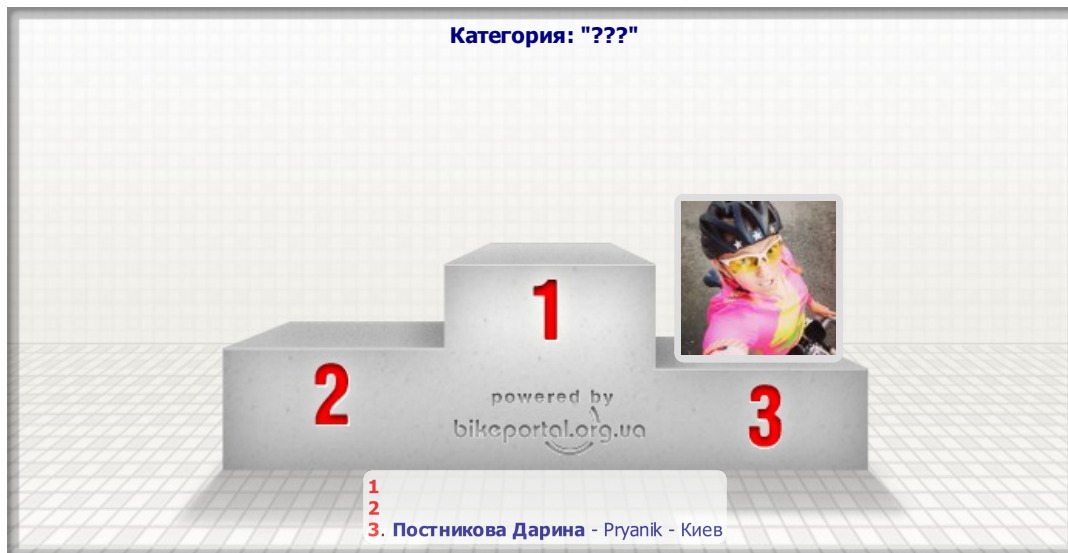 Категория: "???"
1
2
3
powered by
bikeportal.org.ua
1
2
3. Постникова Дарина - Pryanik - Киев